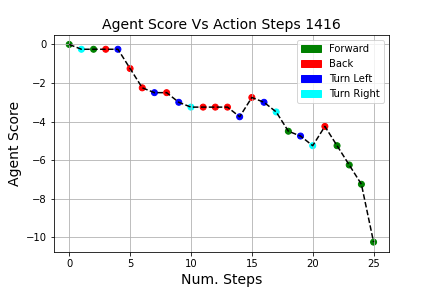 Agent Score Vs Action Steps 1416
Agent Score
0
−2
−4
−6
−8
−10
Forward
Back
Turn Left
Turn Right
0 5 10 15 20 25
Num. Steps